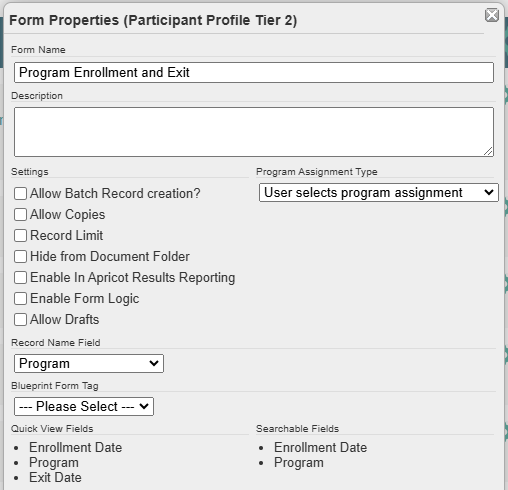 Form Properties (Participant Profile Tier 2)
Form Name
Program Enrollment and Exit
Description
Settings
Program Assignment Type
Allow Batch Record creation?
User selects program assignment
Allow Copies
Record Limit
Hide from Document Folder
Enable In Apricot Results Reporting
Enable Form Logic
Allow Drafts
Record Name Field
Program
Blueprint Form Tag
--- Please Select ---
Quick View Fields
Searchable Fields
• Enrollment Date
• Enrollment Date
• Program
• Program
• Exit Date